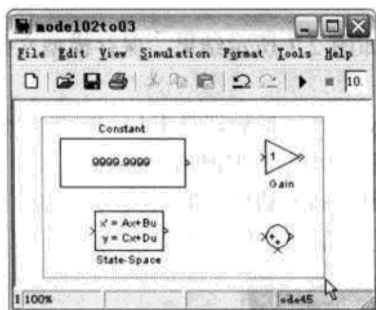 model02to03
File Edit View Simulation Format Tools Help
10.
Constant
9999.9999
1
Gain
x' = Ax+Bu
y = Cx+Du
State-Space
100%
ode45